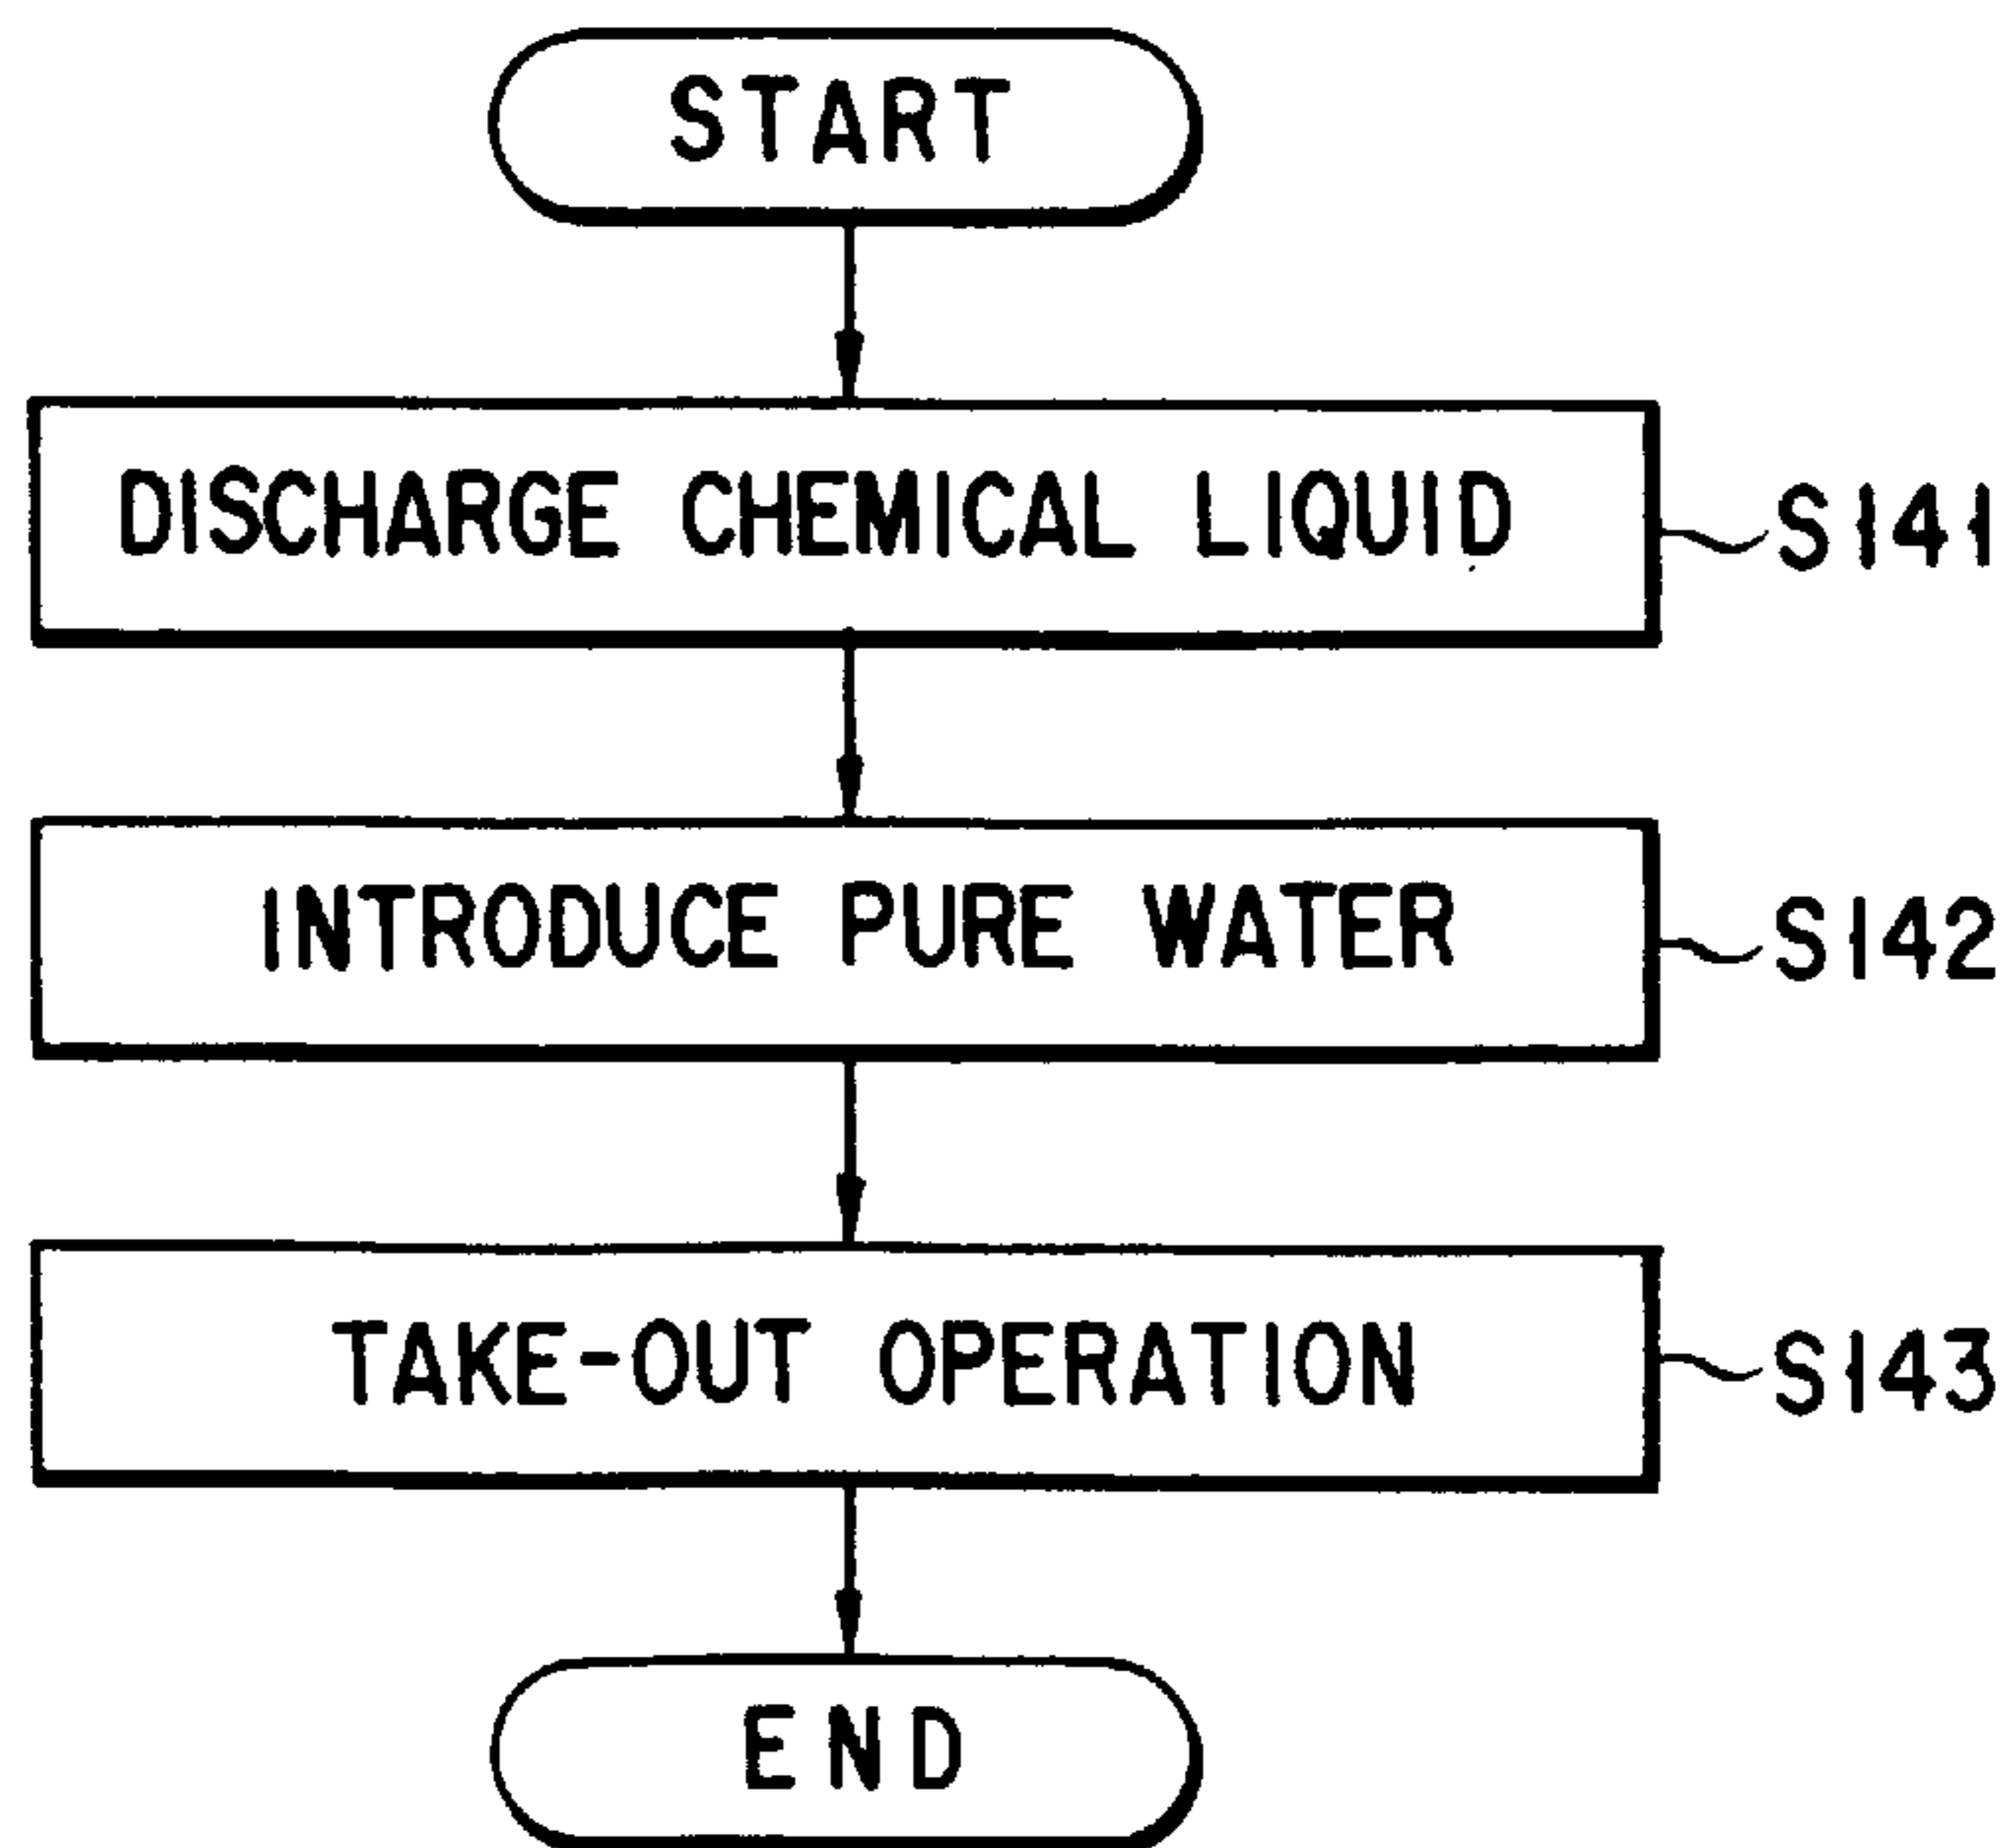 START
DISCHARGE CHEMICAL LIQUID
S141
INTRODUCE PURE WATER
S142
TAKE-OUT OPERATION
S143
END